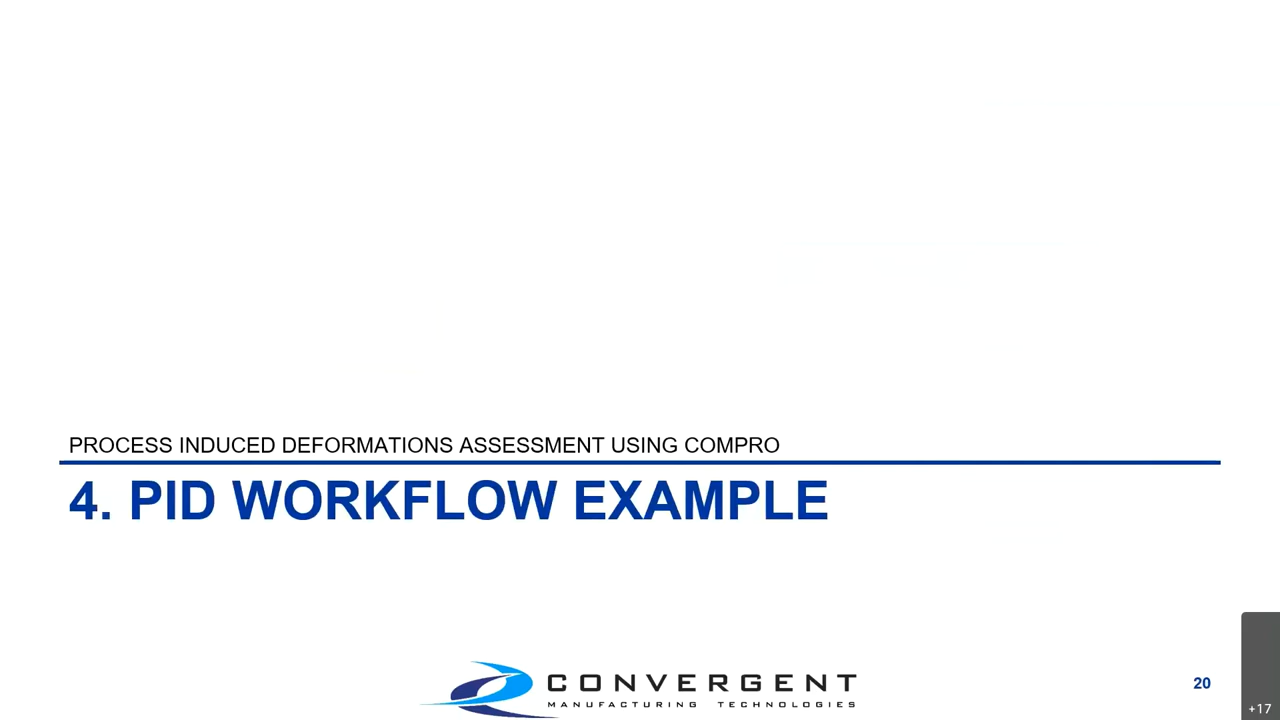 PROCESS INDUCED DEFORMATIONS ASSESSMENT USING COMPRO
4. PID WORKFLOW EXAMPLE
CONVERGENT
MANUFACTURING TECHNOLOGIES
20
+17